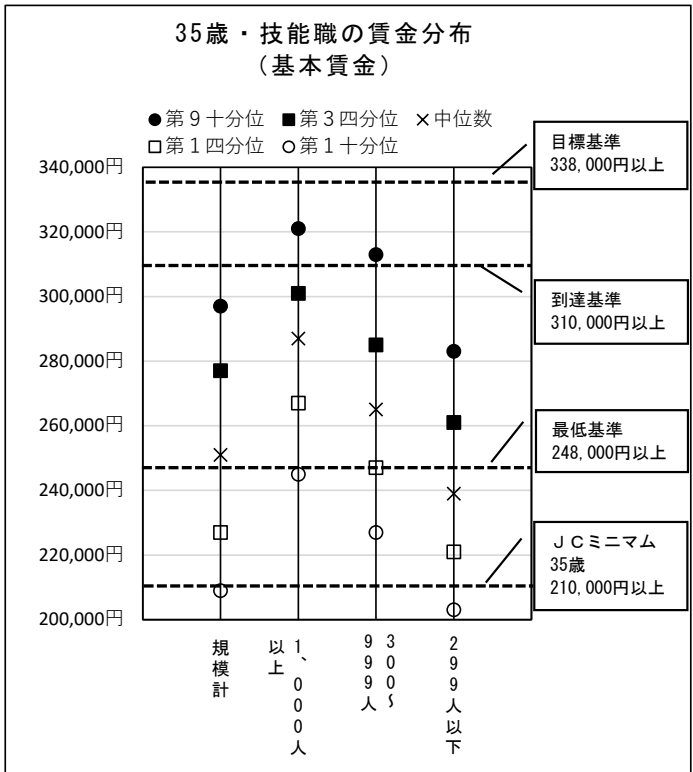 35歳・技能職の賃金分布
（基本賃金）
●第９十分位 ■第３四分位 ×中位数
□第１四分位 ○第１十分位
340,000円
320,000円
300,000円
280,000円
260,000円
240,000円
220,000円
200,000円
目標基準
338,000円以上
到達基準
310,000円以上
最低基準
248,000円以上
ＪＣミニマム
35歳
210,000円以上
規模計
1、000人
以上
300～
999人
299人以下